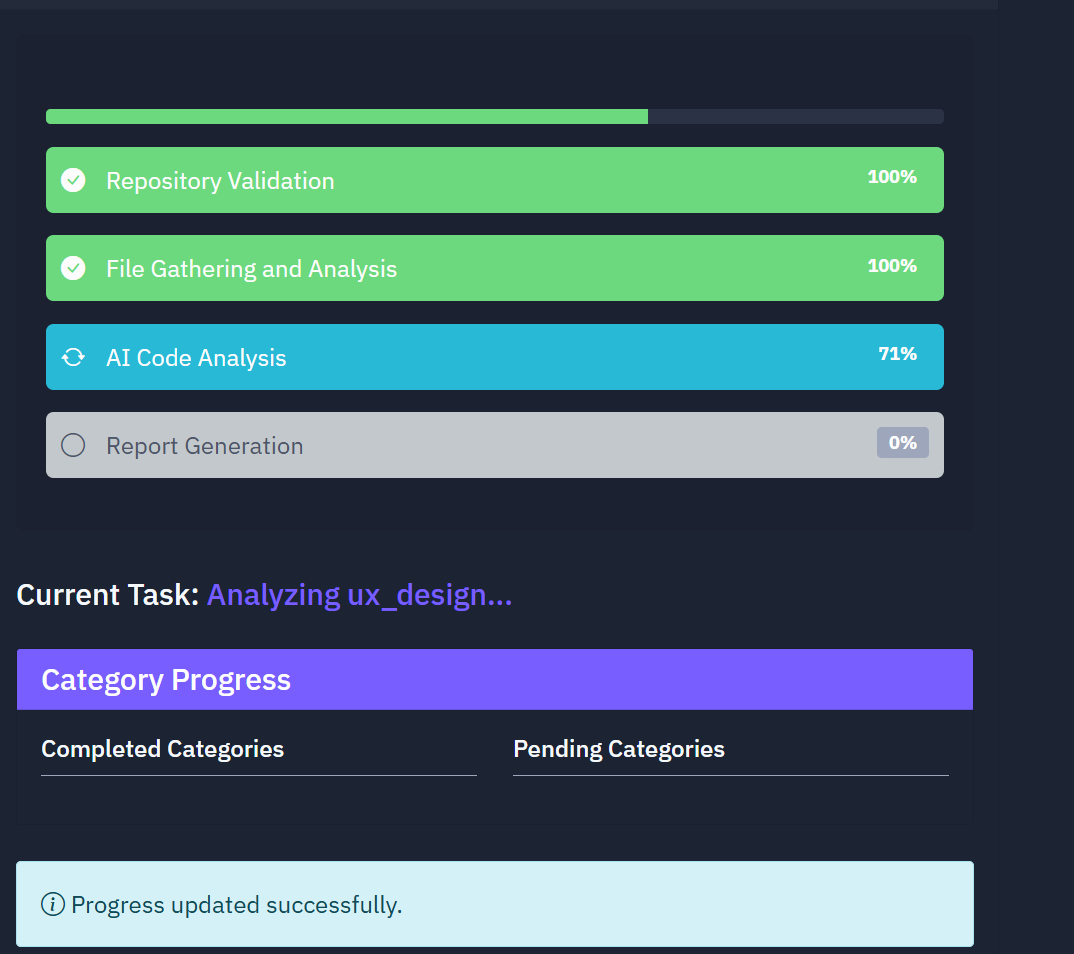 Repository Validation 100%
File Gathering and Analysis 100%
AI Code Analysis 71%
Report Generation 0%
Current Task: Analyzing ux_design...
Category Progress
Completed Categories
Pending Categories
Progress updated successfully.